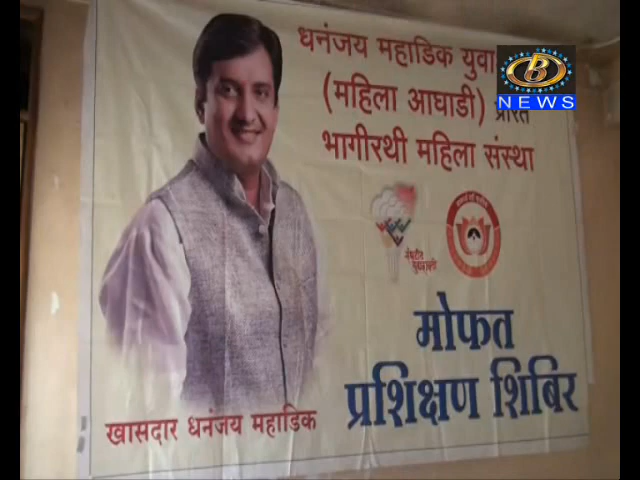 धनंजय महाडिक युवा
(महिला आघाडी) प्रेरित
भागीरथी महिला संस्था
मोफत
प्रशिक्षण शिबिर
खासदार धनंजय महाडिक
B
NEWS